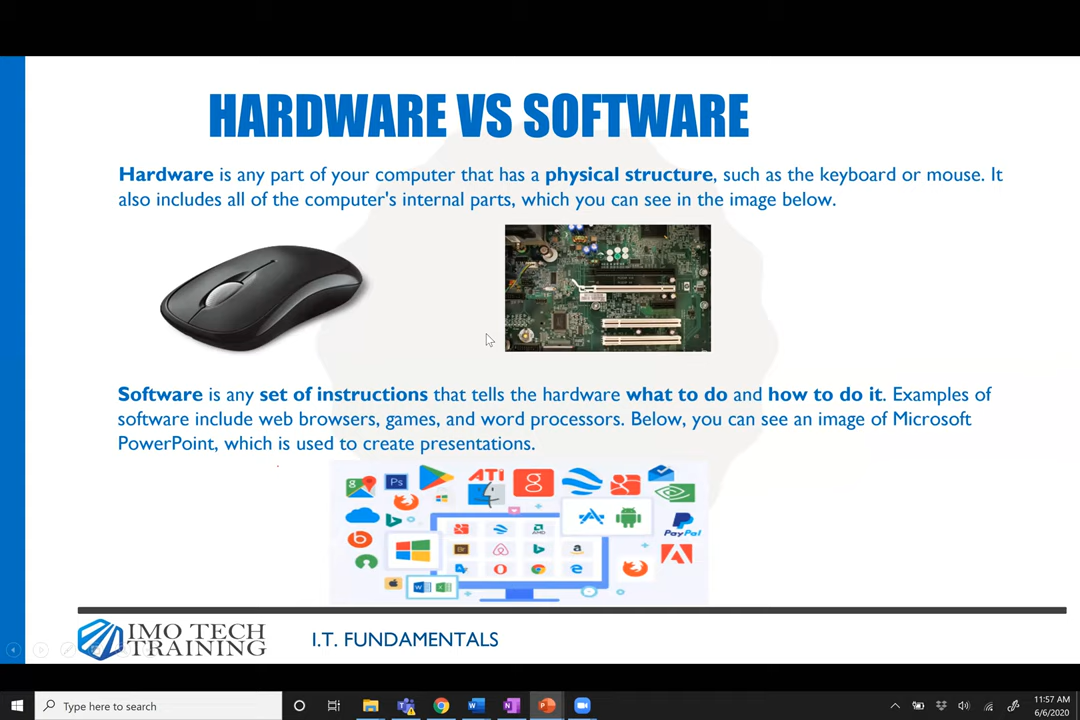 HARDWARE VS SOFTWARE
Hardware is any part of your computer that has a physical structure, such as the keyboard or mouse. It
also includes all of the computer's internal parts, which you can see in the image below.
Software is any set of instructions that tells the hardware what to do and how to do it. Examples of
software include web browsers, games, and word processors. Below, you can see an image of Microsoft
PowerPoint, which is used to create presentations.
Ps
ATi
PayPal
IMO TECH
TRAINING
I.T. FUNDAMENTALS
Type here to search
11:57 AM
6/6/2020